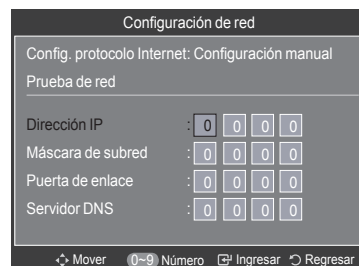 Configuración de red
Config. protocolo Internet: Configuración manual
Prueba de red
Dirección IP : 0 0 0 0
Máscara de subred : 0 0 0 0
Puerta de enlace : 0 0 0 0
Servidor DNS : 0 0 0 0
Mover 0~9 Número Ingresar Regresar